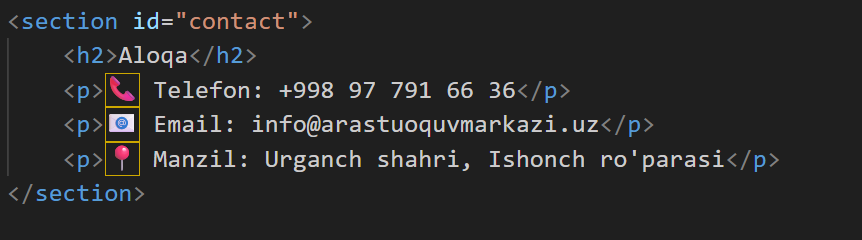 <section id="contact">
<h2>Aloqa</h2>
<p>📞 Telefon: +998 97 791 66 36</p>
<p>📧 Email: info@arastuoquvmarkazi.uz</p>
<p>📍 Manzil: Urganch shahri, Ishonch ro'parasi</p>
</section>